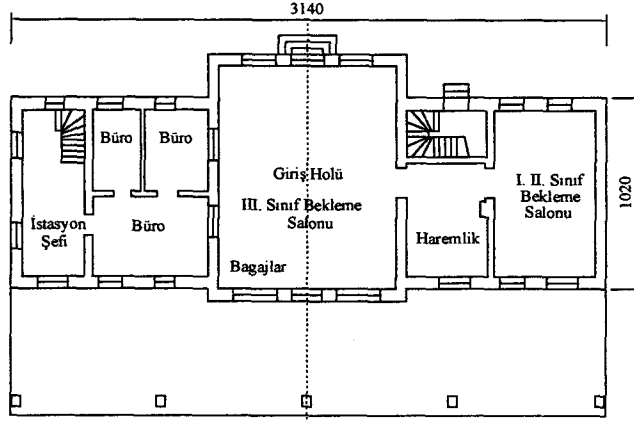 3140
Büro
Büro
Giriş Holü
III. Sınıf Bekleme
Salonu
I. II. Sınıf
Bekleme
Salonu
1020
İstasyon
Şefi
Büro
Haremlik
Bagajlar